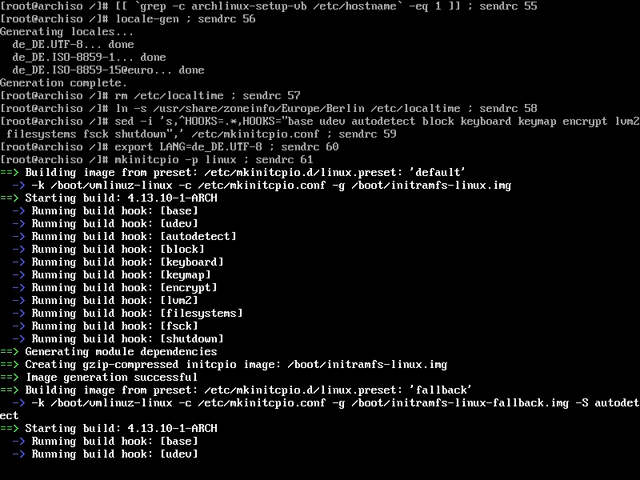 [root@archiso /]# [[ `grep -c archlinux-setup-vb /etc/hostname` -eq 1 ]] ; sendrc 55
[root@archiso /]# locale-gen ; sendrc 56
Generating locales...
  de_DE.UTF-8... done
  de_DE.ISO-8859-1... done
  de_DE.ISO-8859-15@euro... done
Generation complete.
[root@archiso /]# rm /etc/localtime ; sendrc 57
[root@archiso /]# ln -s /usr/share/zoneinfo/Europe/Berlin /etc/localtime ; sendrc 58
[root@archiso /]# sed -i 's,^HOOKS=.*,HOOKS="base udev autodetect block keyboard keymap encrypt lvm2
 filesystems fsck shutdown",' /etc/mkinitcpio.conf ; sendrc 59
[root@archiso /]# export LANG=de_DE.UTF-8 ; sendrc 60
[root@archiso /]# mkinitcpio -p linux ; sendrc 61
==> Building image from preset: /etc/mkinitcpio.d/linux.preset: 'default'
  -> -k /boot/vmlinuz-linux -c /etc/mkinitcpio.conf -g /boot/initramfs-linux.img
==> Starting build: 4.13.10-1-ARCH
  -> Running build hook: [base]
  -> Running build hook: [udev]
  -> Running build hook: [autodetect]
  -> Running build hook: [block]
  -> Running build hook: [keyboard]
  -> Running build hook: [keymap]
  -> Running build hook: [encrypt]
  -> Running build hook: [lvm2]
  -> Running build hook: [filesystems]
  -> Running build hook: [fsck]
  -> Running build hook: [shutdown]
==> Generating module dependencies
==> Creating gzip-compressed initcpio image: /boot/initramfs-linux.img
==> Image generation successful
==> Building image from preset: /etc/mkinitcpio.d/linux.preset: 'fallback'
  -> -k /boot/vmlinuz-linux -c /etc/mkinitcpio.conf -g /boot/initramfs-linux-fallback.img -S autodet
ect
==> Starting build: 4.13.10-1-ARCH
  -> Running build hook: [base]
  -> Running build hook: [udev]